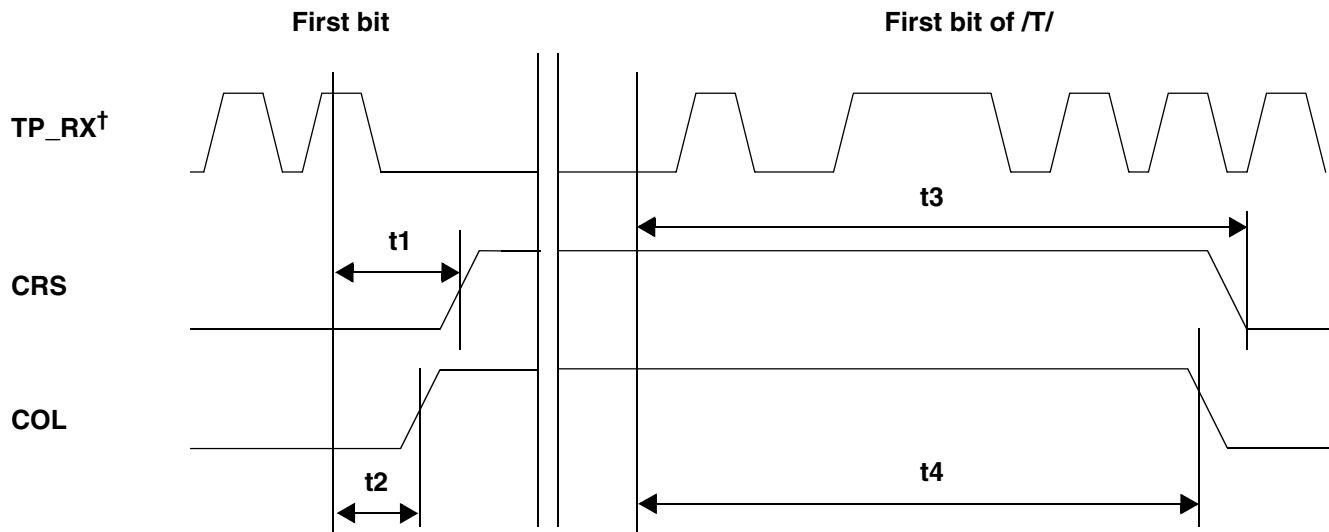 First bit
First bit of /T/
TP_RX†
t3
t1
CRS
COL
t2
t4